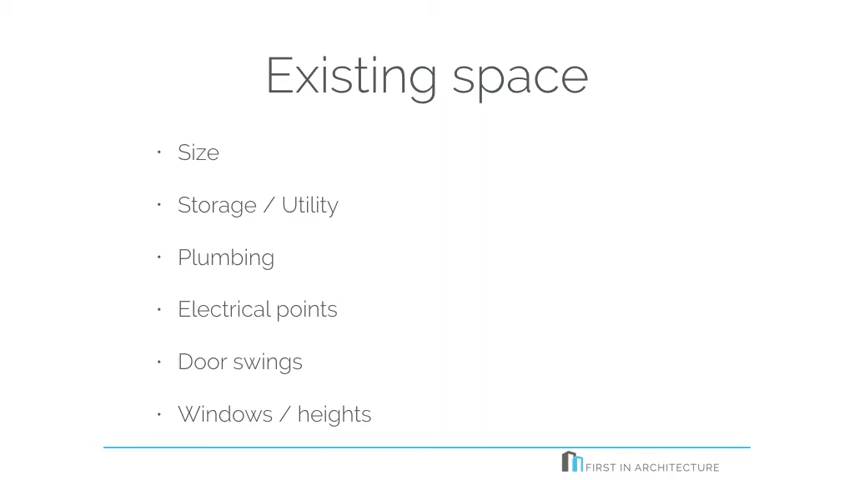 Existing space
· Size
· Storage / Utility
· Plumbing
· Electrical points
· Door swings
· Windows / heights
FIRST IN ARCHITECTURE